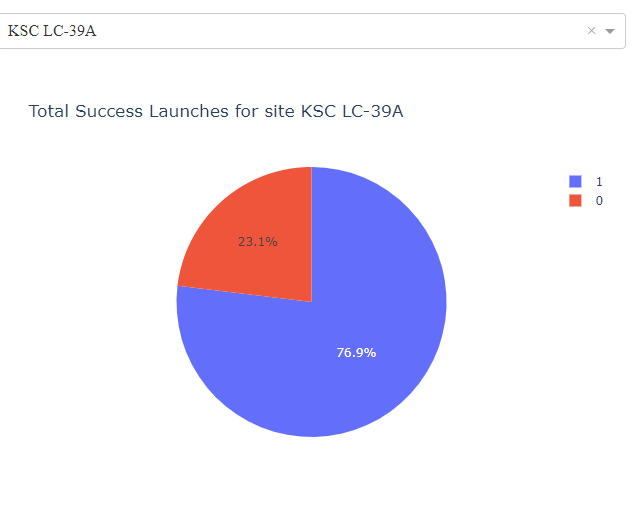 KSC LC-39A ×
Total Success Launches for site KSC LC-39A
1
0
23.1%
76.9%